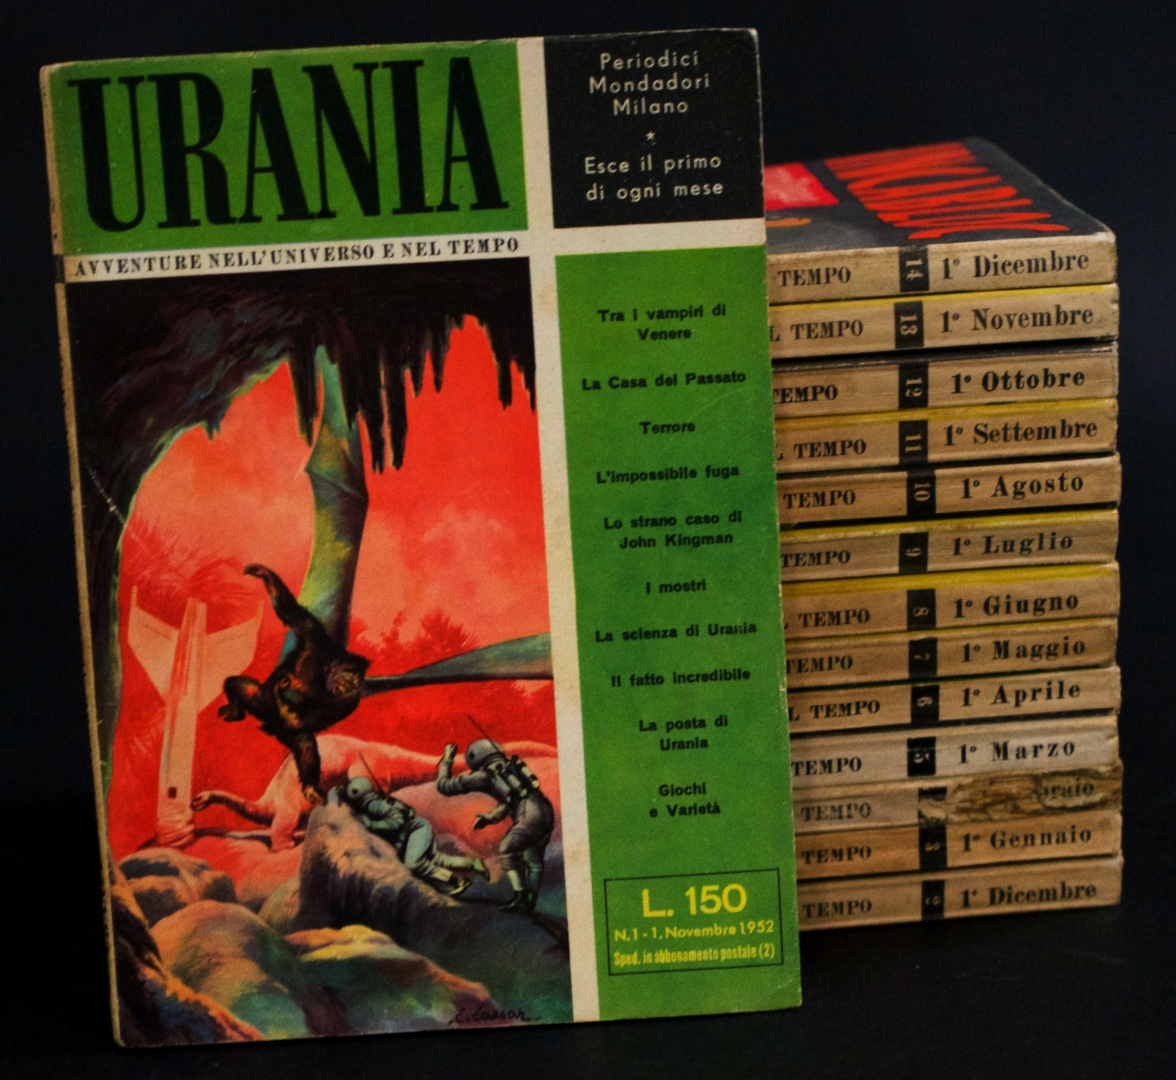 URANIA
AVVENTURE NELL'UNIVERSO E NEL TEMPO
Periodici
Mondadori
Milano
*
Esce il primo
di ogni mese
Tra i vampiri di
Venere
La Casa del Passato
Terrore
L'impossibile fuga
Lo strano caso di
John Kingman
I mostri
La scienza di Urania
Il fatto incredibile
La posta di
Urania
Giochi
e Varietà
L. 150
N.1 - 1. Novembre 1952
Sped. in abbonamento postale (2)
C. Caesar
TEMPO 14 1° Dicembre
L TEMPO 13 1° Novembre
TEMPO 12 1° Ottobre
L TEMPO 11 1° Settembre
TEMPO 10 1° Agosto
TEMPO 9 1° Luglio
L TEMPO 8 1° Giugno
TEMPO 7 1° Maggio
L TEMPO 6 1° Aprile
TEMPO 5 1° Marzo
TEMPO braio
TEMPO 3 1° Gennaio
TEMPO 2 1° Dicembre